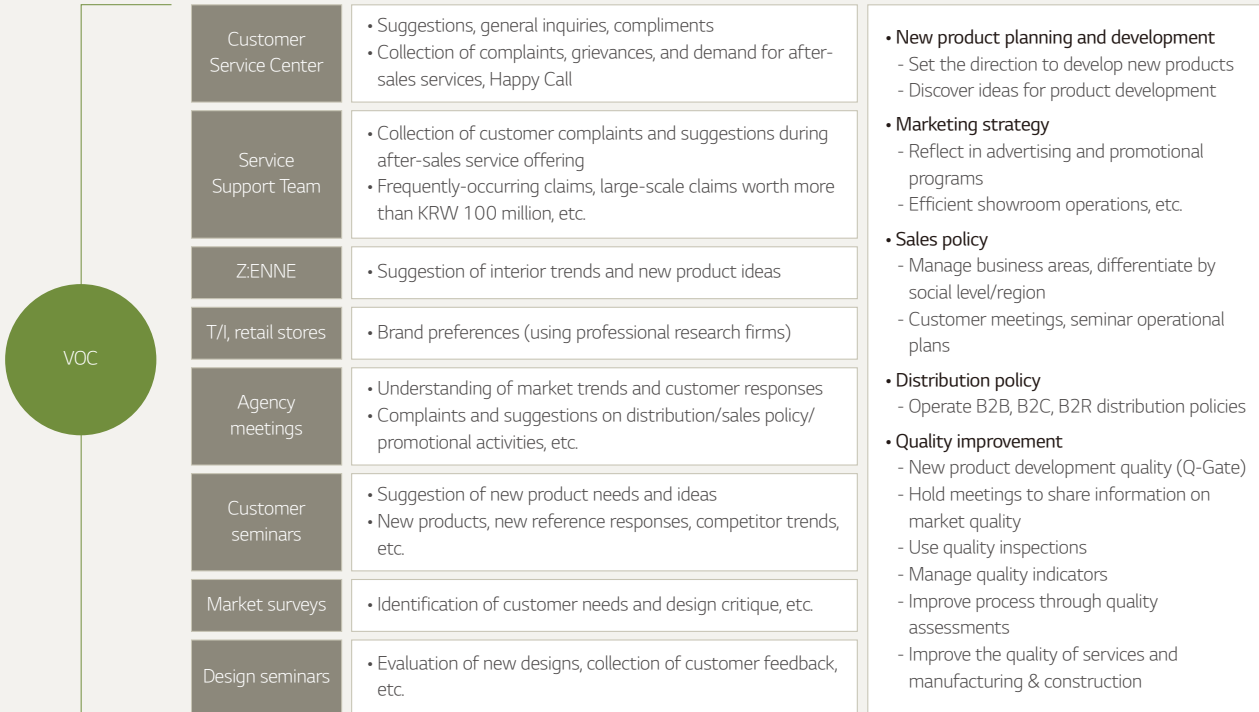 VOC
Customer
Service Center
• Suggestions, general inquiries, compliments
• Collection of complaints, grievances, and demand for after-
sales services, Happy Call
Service
Support Team
• Collection of customer complaints and suggestions during
after-sales service offering
• Frequently-occurring claims, large-scale claims worth more
than KRW 100 million, etc.
Z:ENNE
• Suggestion of interior trends and new product ideas
T/I, retail stores
• Brand preferences (using professional research firms)
Agency
meetings
• Understanding of market trends and customer responses
• Complaints and suggestions on distribution/sales policy/
promotional activities, etc.
Customer
seminars
• Suggestion of new product needs and ideas
• New products, new reference responses, competitor trends,
etc.
Market surveys
• Identification of customer needs and design critique, etc.
Design seminars
• Evaluation of new designs, collection of customer feedback,
etc.
• New product planning and development
- Set the direction to develop new products
- Discover ideas for product development
• Marketing strategy
- Reflect in advertising and promotional
programs
- Efficient showroom operations, etc.
• Sales policy
- Manage business areas, differentiate by
social level/region
- Customer meetings, seminar operational
plans
• Distribution policy
- Operate B2B, B2C, B2R distribution policies
• Quality improvement
- New product development quality (Q-Gate)
- Hold meetings to share information on
market quality
- Use quality inspections
- Manage quality indicators
- Improve process through quality
assessments
- Improve the quality of services and
manufacturing & construction